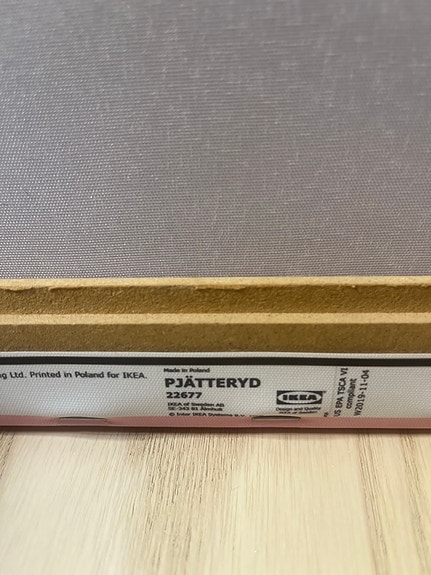 ng Ltd. Printed in Poland for IKEA.
Made in Poland
PJÄTTERYD
22677
IKEA of Sweden AB
SE-343 81 Älmhult
© Inter IKEA Systems B.V.
IKEA
Design and Quality
IKEA of Sweden
US EPA TSCA VI
compliant
2019-11-04